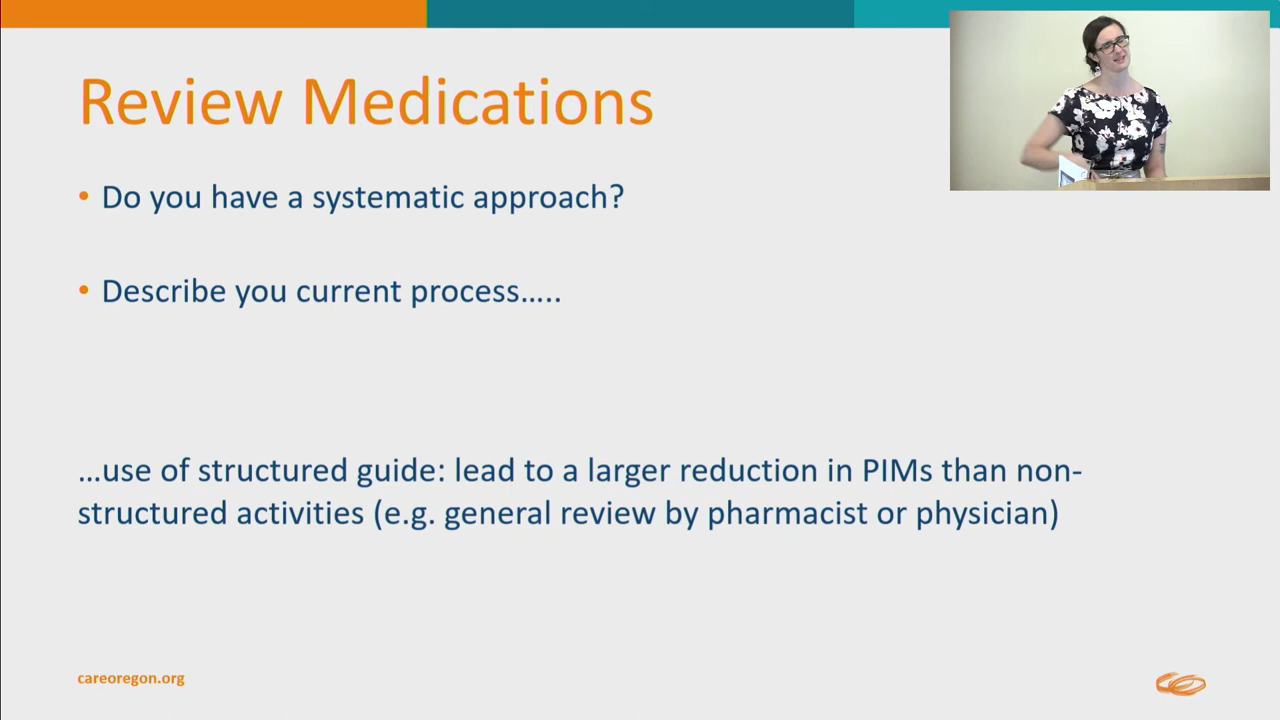 Review Medications
• Do you have a systematic approach?
• Describe you current process…..
…use of structured guide: lead to a larger reduction in PIMs than non-
structured activities (e.g. general review by pharmacist or physician)
careoregon.org